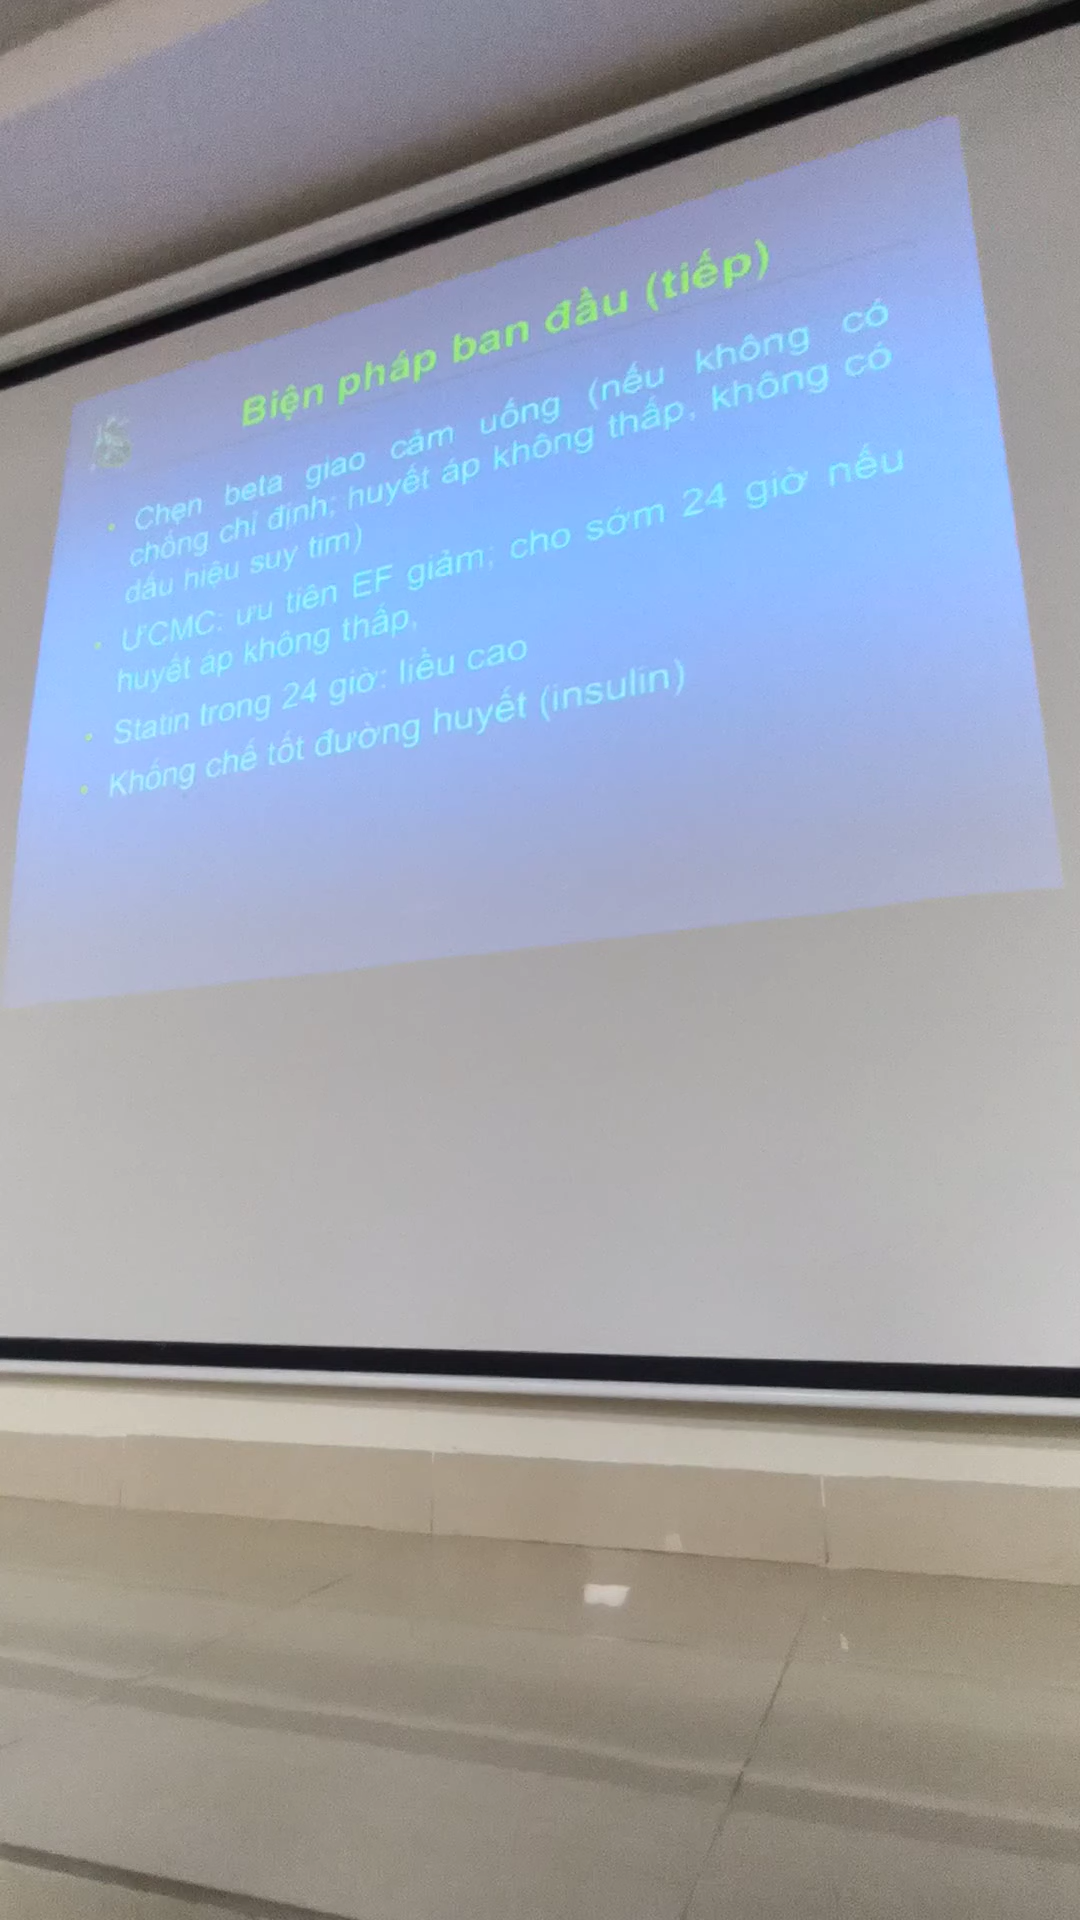 Biện pháp ban đầu (tiếp)
• Chẹn beta giao cảm uống (nếu không có
chống chỉ định; huyết áp không thấp, không có
dấu hiệu suy tim)
• ƯCMC: ưu tiên EF giảm; cho sớm 24 giờ nếu
huyết áp không thấp,
• Statin trong 24 giờ: liều cao
• Khống chế tốt đường huyết (insulin)